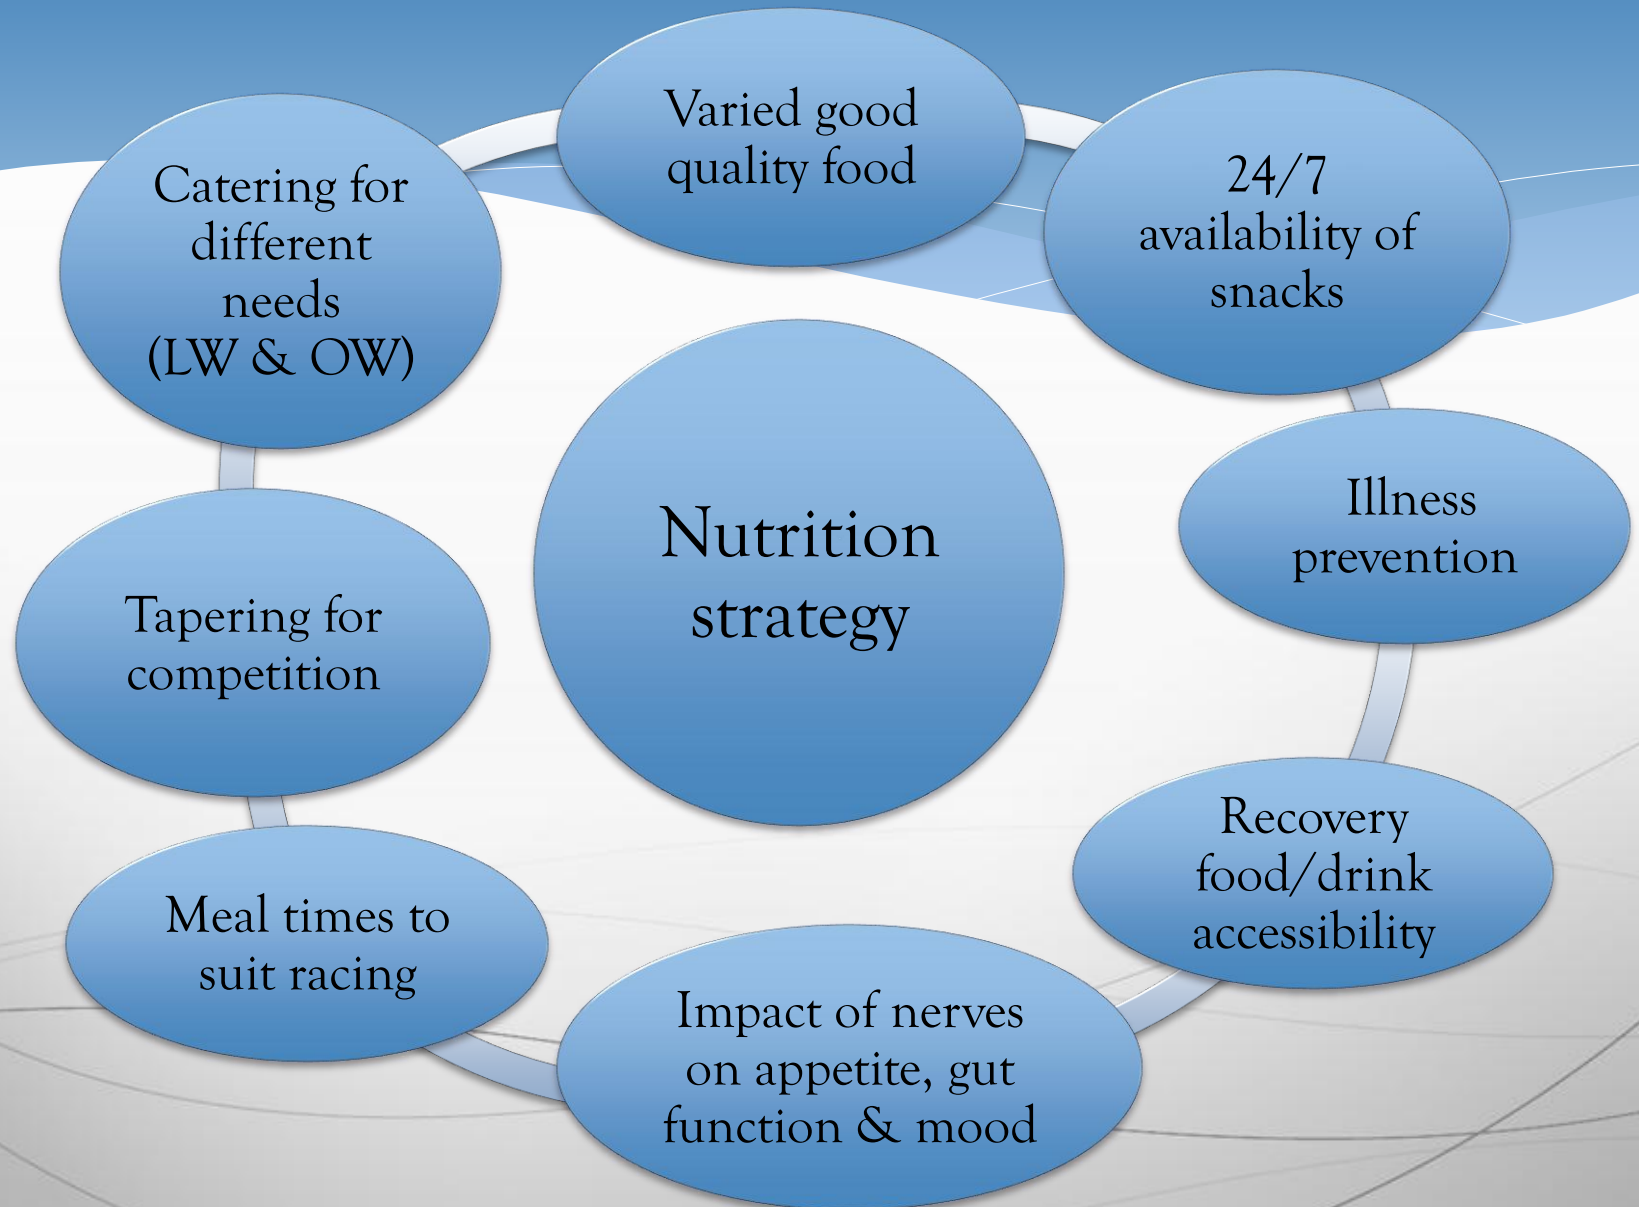 Varied good
quality food
24/7
availability of
snacks
Illness
prevention
Recovery
food/drink
accessibility
Impact of nerves
on appetite, gut
function & mood
Meal times to
suit racing
Tapering for
competition
Catering for
different
needs
(LW & OW)
Nutrition
strategy